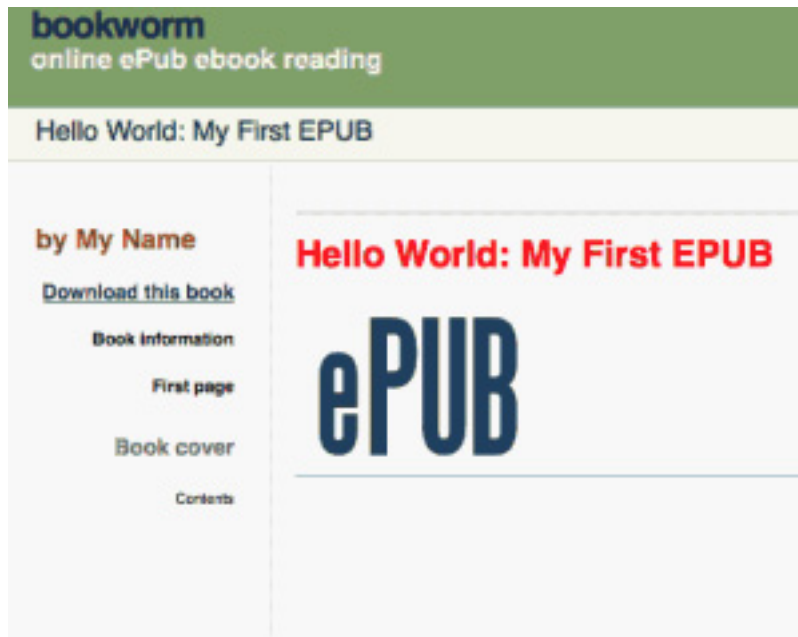 bookworm
online ePub ebook reading
Hello World: My First EPUB
by My Name
Download this book
Book information
First page
Book cover
Contents
Hello World: My First EPUB
ePUB